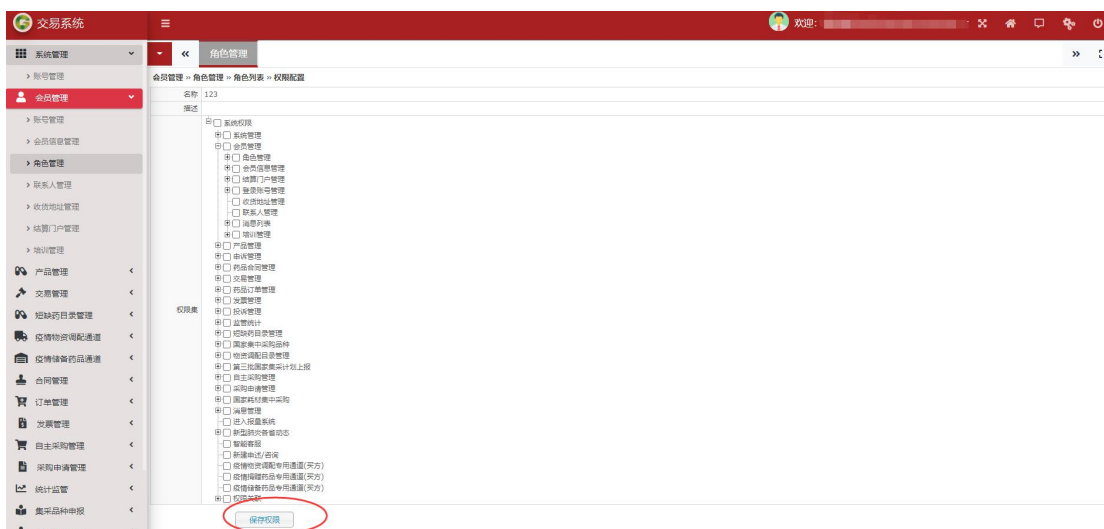 交易系统
欢迎:
系统管理
账号管理
会员管理
账号管理
会员信息管理
角色管理
联系人管理
收货地址管理
结算门户管理
培训管理
产品管理
交易管理
短缺药目录管理
疫情物资调配通道
疫情储备药品通道
合同管理
订单管理
发票管理
自主采购管理
采购申请管理
统计监管
集采品种申报
角色管理
会员管理 » 角色管理 » 角色列表 » 权限配置
名称 123
描述
权限集
系统权限
系统管理
会员管理
角色管理
会员信息管理
结算门户管理
登录账号管理
收货地址管理
联系人管理
消息列表
培训管理
产品管理
申诉管理
药品合同管理
交易管理
药品订单管理
发票管理
投诉管理
监管统计
短缺药目录管理
国家集中采购品种
物资调配目录管理
第三批国家集采计划上报
自主采购管理
采购申请管理
国家耗材集中采购
消息管理
进入报量系统
新型肺炎各省动态
智能客服
新建申述/咨询
疫情物资调配专用通道(买方)
疫情捐赠药品专用通道(买方)
疫情储备药品专用通道(买方)
权限关联
保存权限